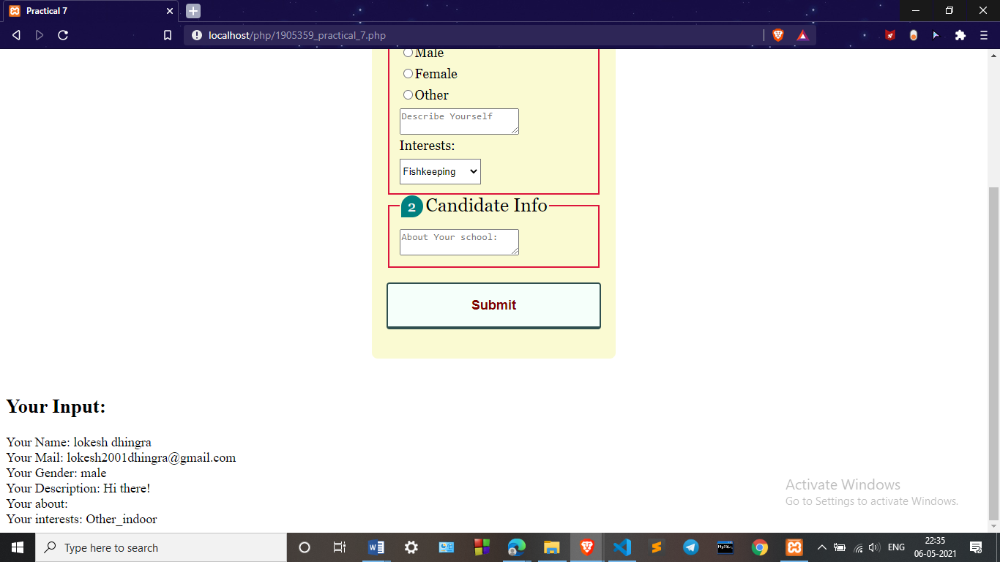 Practical 7
localhost/php/1905359_practical_7.php
Male
Female
Other
Describe Yourself
Interests:
Fishkeeping
2 Candidate Info
About Your school:
Submit
Your Input:
Your Name: lokesh dhingra
Your Mail: lokesh2001dhingra@gmail.com
Your Gender: male
Your Description: Hi there!
Your about:
Your interests: Other_indoor
Activate Windows
Go to Settings to activate Windows.
Type here to search
W
MySQL
ENG
22:35
06-05-2021